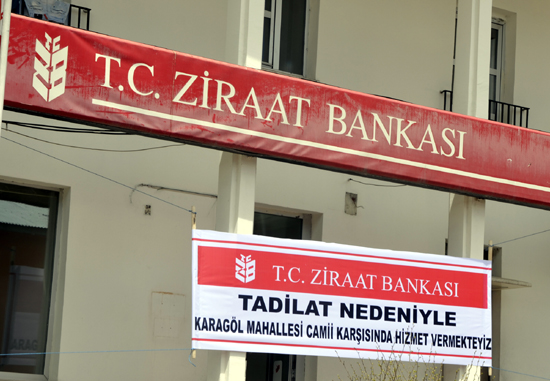 T.C. ZİRAAT BANKASI
T.C. ZİRAAT BANKASI
TADİLAT NEDENİYLE
KARAGÖL MAHALLESİ CAMİİ KARŞISINDA HİZMET VERMEKTEYİZ